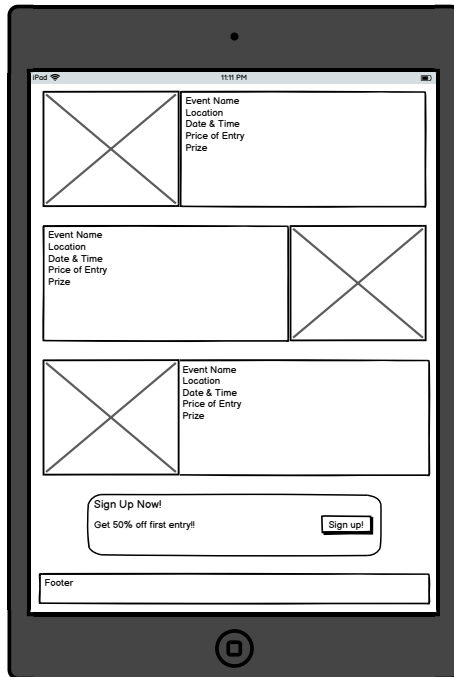 iPad 11:11 PM
Event Name
Location
Date & Time
Price of Entry
Prize
Event Name
Location
Date & Time
Price of Entry
Prize
Event Name
Location
Date & Time
Price of Entry
Prize
Sign Up Now!
Get 50% off first entry!! Sign up!
Footer